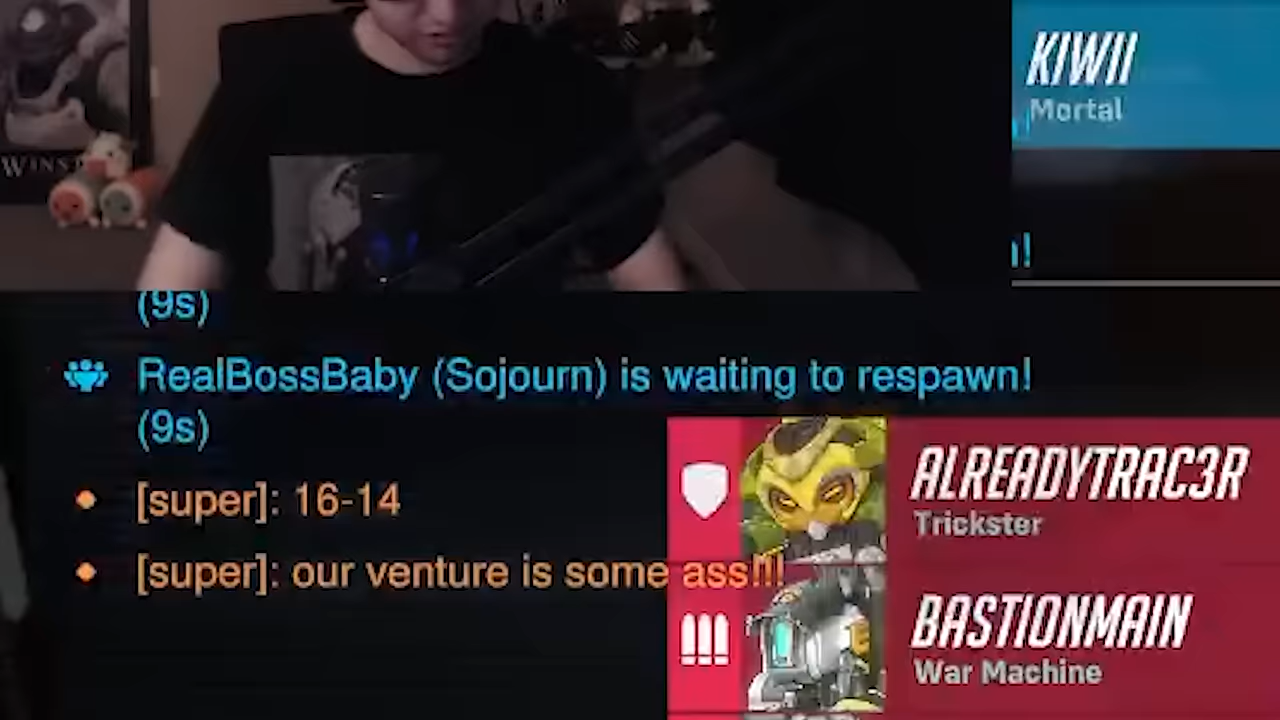 KIWII
Mortal
WINST
n!
(9s)
RealBossBaby (Sojourn) is waiting to respawn!
(9s)
ALREADYTRAC3R
Trickster
[super]: 16-14
[super]: our venture is some ass!!!
BASTIONMAIN
War Machine